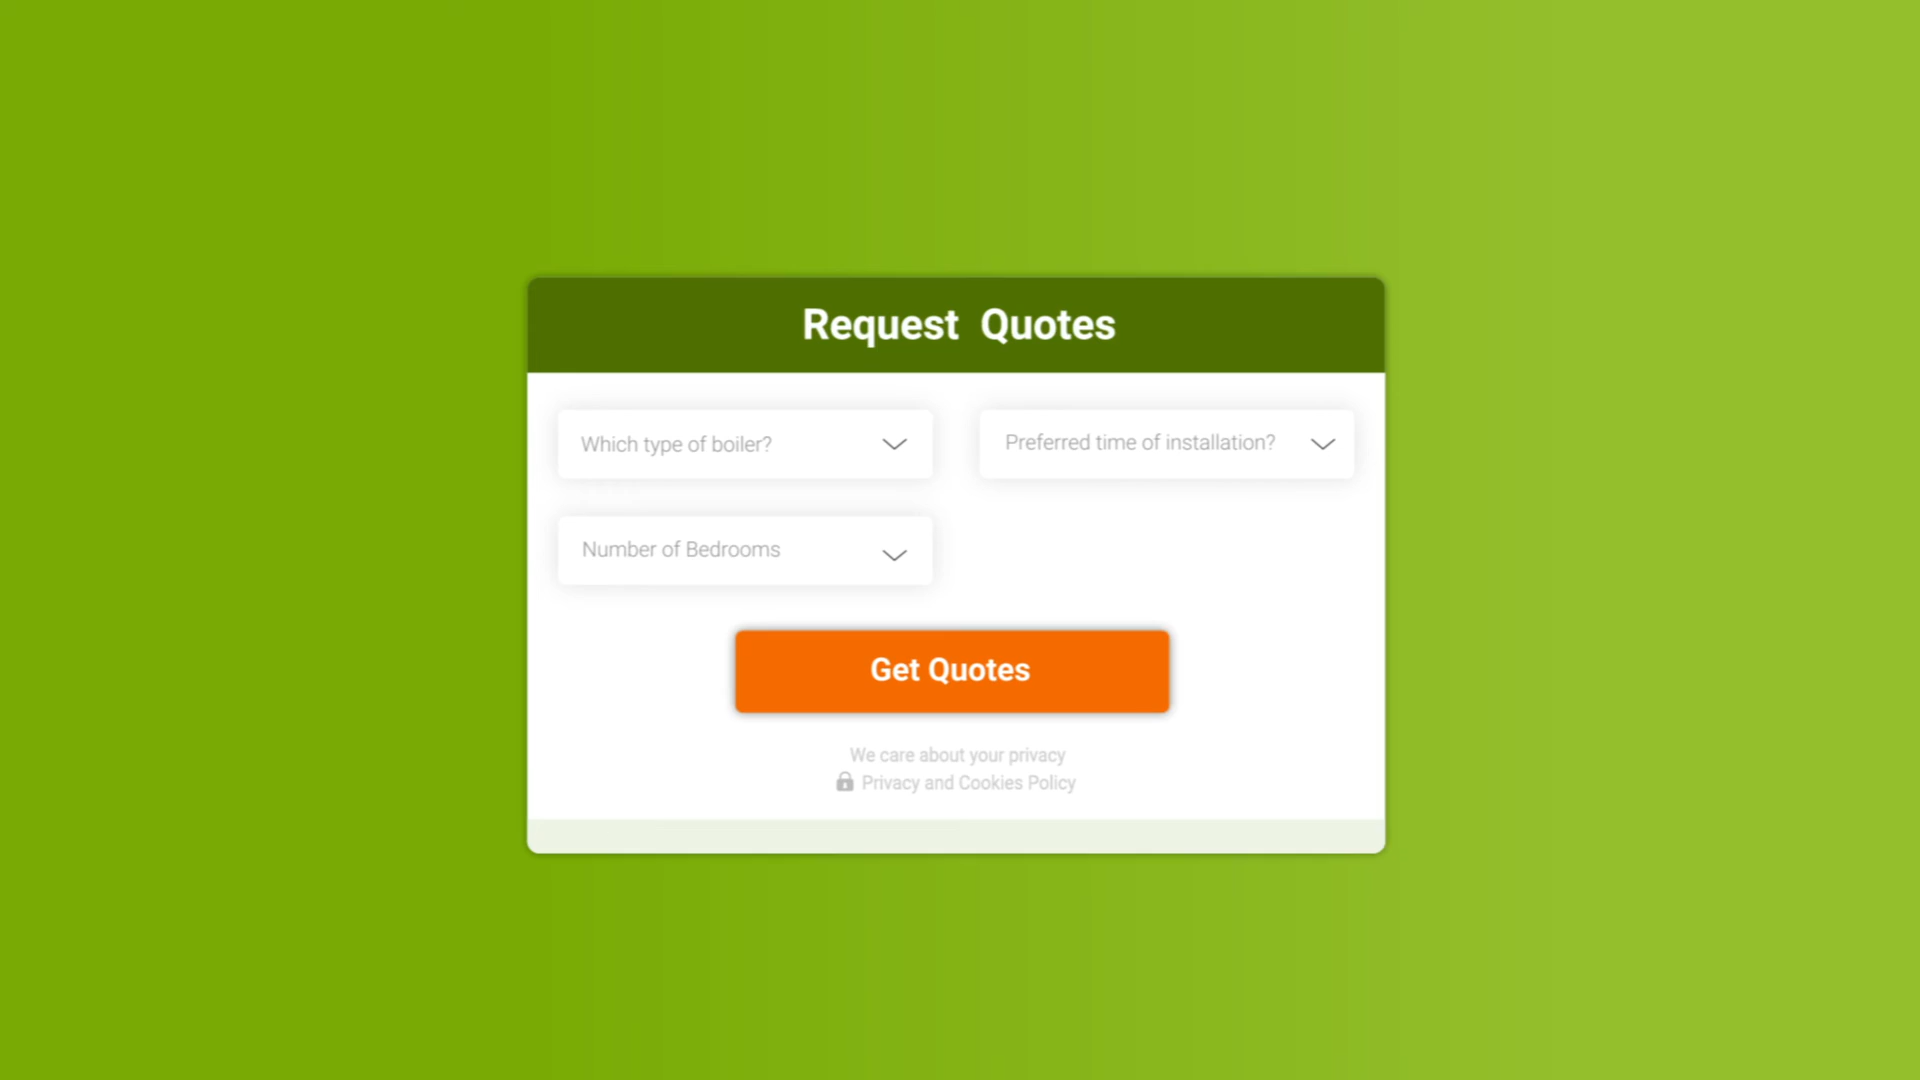 Request Quotes
Which type of boiler?
Preferred time of installation?
Number of Bedrooms
Get Quotes
We care about your privacy
Privacy and Cookies Policy